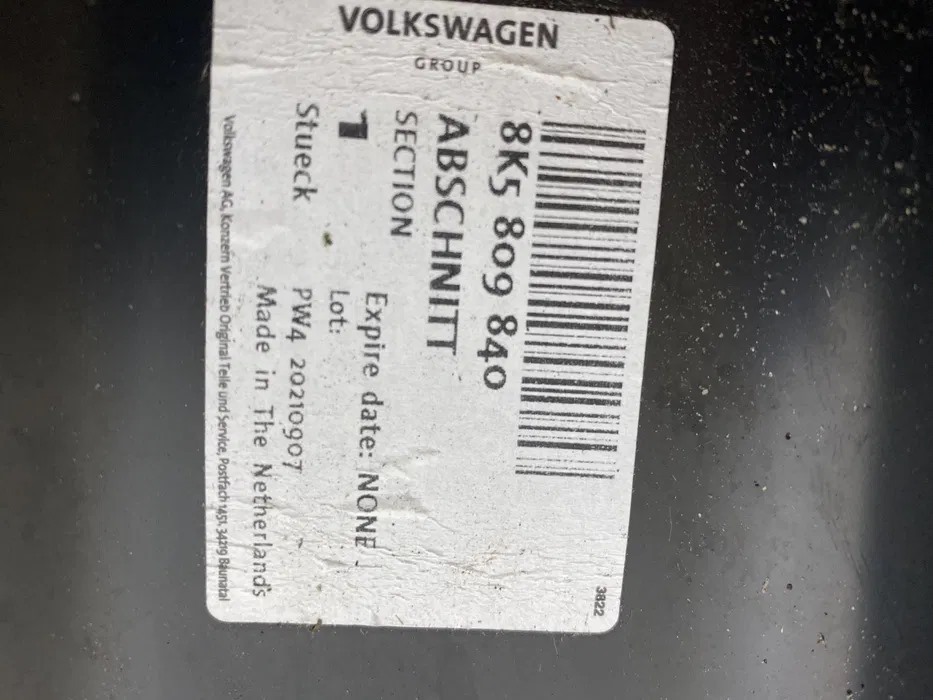 VOLKSWAGEN
GROUP
8K5 809 840
ABSCHNITT
SECTION
1
Expire date: NONE
Lot:
Stueck
PW4 20210907
Made in The Netherlands
Volkswagen AG, Konzern Vertrieb Original Teile und Service, Postfach 1451, 34219 Baunatal
3822